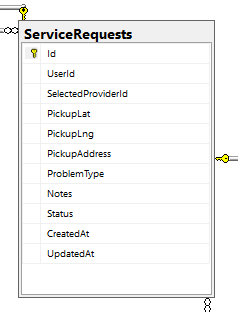 ServiceRequests
Id
UserId
SelectedProviderId
PickupLat
PickupLng
PickupAddress
ProblemType
Notes
Status
CreatedAt
UpdatedAt